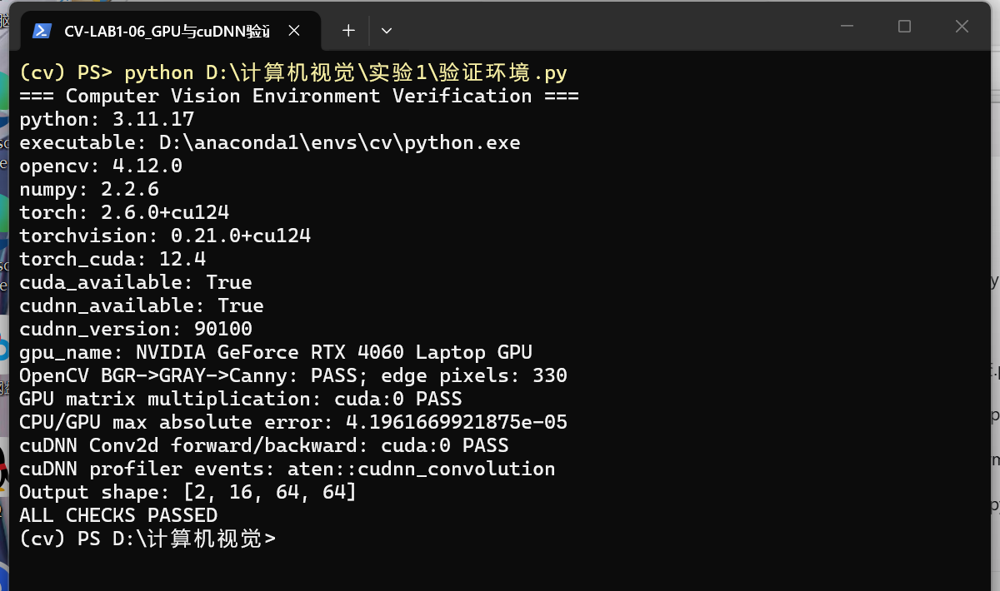 CV-LAB1-06_GPU与cuDNN验证
(cv) PS> python D:\计算机视觉\实验1\验证环境.py
=== Computer Vision Environment Verification ===
python: 3.11.17
executable: D:\anaconda1\envs\cv\python.exe
opencv: 4.12.0
numpy: 2.2.6
torch: 2.6.0+cu124
torchvision: 0.21.0+cu124
torch_cuda: 12.4
cuda_available: True
cudnn_available: True
cudnn_version: 90100
gpu_name: NVIDIA GeForce RTX 4060 Laptop GPU
OpenCV BGR->GRAY->Canny: PASS; edge pixels: 330
GPU matrix multiplication: cuda:0 PASS
CPU/GPU max absolute error: 4.1961669921875e-05
cuDNN Conv2d forward/backward: cuda:0 PASS
cuDNN profiler events: aten::cudnn_convolution
Output shape: [2, 16, 64, 64]
ALL CHECKS PASSED
(cv) PS D:\计算机视觉>